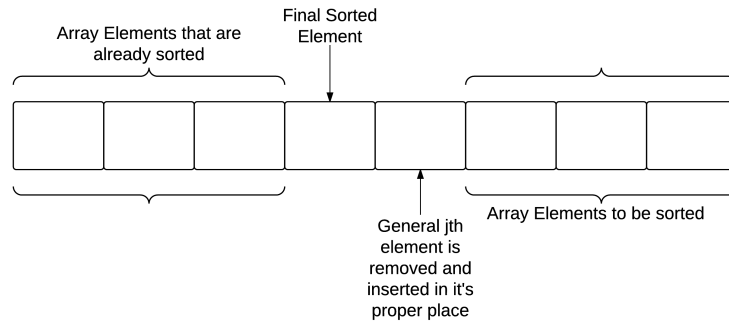 Final Sorted
Element
Array Elements that are
already sorted
Array Elements to be sorted
General jth
element is
removed and
inserted in it's
proper place